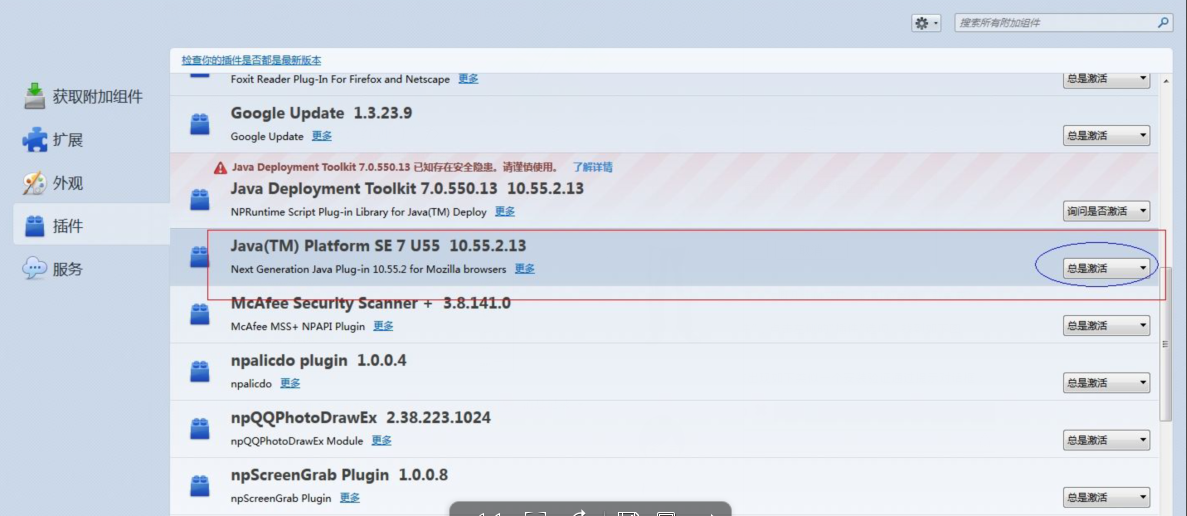 搜索所有附加组件
检查你的插件是否都是最新版本
获取附加组件
扩展
外观
插件
服务
Foxit Reader Plug-In For Firefox and Netscape 更多
总是激活
Google Update 1.3.23.9
Google Update 更多
总是激活
Java Deployment Toolkit 7.0.550.13 已知存在安全隐患。请谨慎使用。 了解详情
Java Deployment Toolkit 7.0.550.13 10.55.2.13
NPRuntime Script Plug-in Library for Java(TM) Deploy 更多
询问是否激活
Java(TM) Platform SE 7 U55 10.55.2.13
Next Generation Java Plug-in 10.55.2 for Mozilla browsers 更多
总是激活
McAfee Security Scanner + 3.8.141.0
McAfee MSS+ NPAPI Plugin 更多
总是激活
npalicdo plugin 1.0.0.4
npalicdo 更多
总是激活
npQQPhotoDrawEx 2.38.223.1024
npQQPhotoDrawEx Module 更多
总是激活
npScreenGrab Plugin 1.0.0.8
npScreenGrab Plugin 更多
总是激活